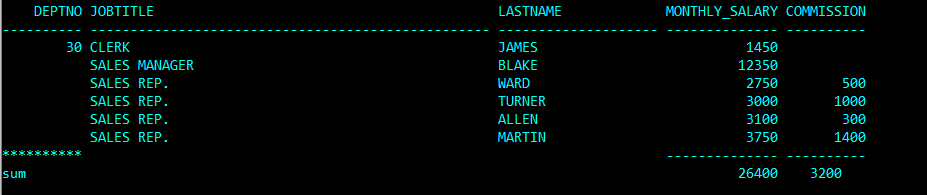 DEPTNO JOBTITLE LASTNAME MONTHLY_SALARY COMMISSION
---------- -------------------------------------------------- -------------------- -------------- ----------
30 CLERK JAMES 1450
SALES MANAGER BLAKE 12350
SALES REP. WARD 2750 500
SALES REP. TURNER 3000 1000
SALES REP. ALLEN 3100 300
SALES REP. MARTIN 3750 1400
********** -------------- ----------
sum 26400 3200